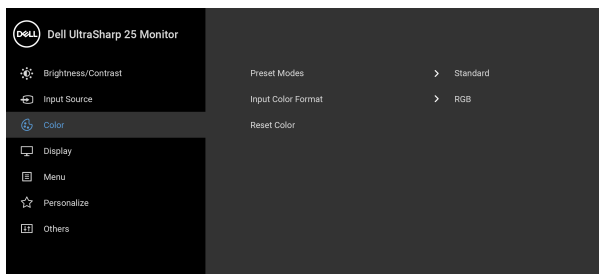 DELL Dell UltraSharp 25 Monitor
Brightness/Contrast
Input Source
Color
Display
Menu
Personalize
Others
Preset Modes Standard
Input Color Format RGB
Reset Color